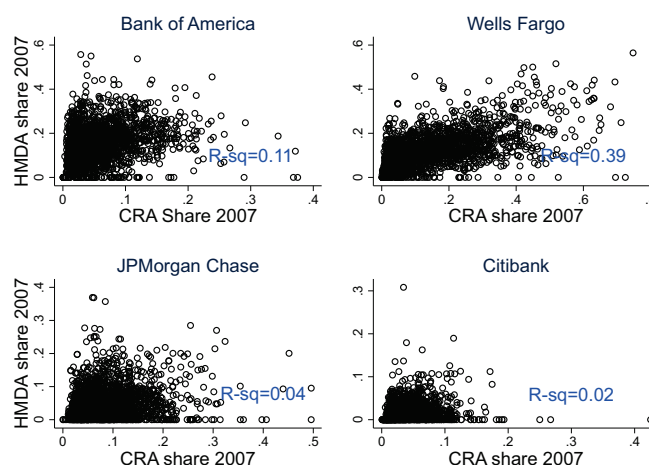 Bank of America
Wells Fargo
HMDA share 2007
0 .2 .4 .6
R-sq=0.11
0 .1 .2 .3 .4
CRA Share 2007
0 .2 .4 .6
R-sq=0.39
0 .2 .4 .6 .8
CRA Share 2007
JPMorgan Chase
Citibank
HMDA share 2007
0 .1 .2 .3 .4
R-sq=0.04
0 .1 .2 .3 .4 .5
CRA share 2007
0 .1 .2 .3
R-sq=0.02
0 .1 .2 .3 .4
CRA share 2007